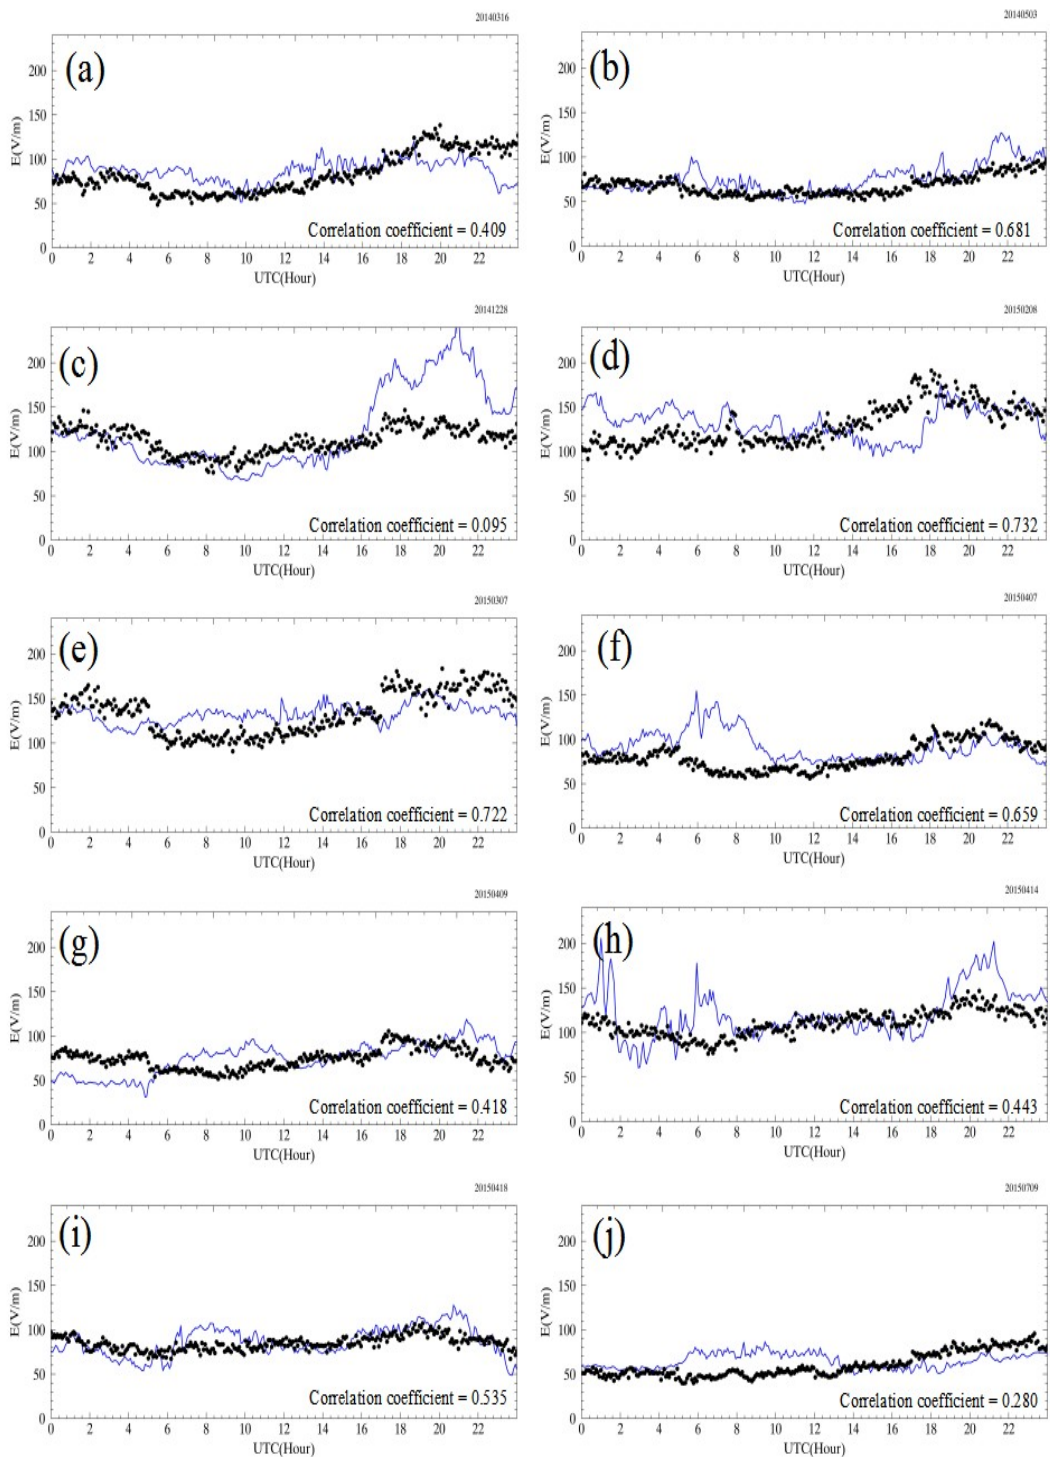 20140316
(a)
200
150
100
50
0
E(V/m)
Correlation coefficient = 0.409
0 2 4 6 8 10 12 14 16 18 20 22
UTC(Hour)
20140503
(b)
200
150
100
50
0
E(V/m)
Correlation coefficient = 0.681
0 2 4 6 8 10 12 14 16 18 20 22
UTC(Hour)
20141228
(c)
200
150
100
50
0
E(V/m)
Correlation coefficient = 0.095
0 2 4 6 8 10 12 14 16 18 20 22
UTC(Hour)
20150208
(d)
200
150
100
50
0
E(V/m)
Correlation coefficient = 0.732
0 2 4 6 8 10 12 14 16 18 20 22
UTC(Hour)
20150307
(e)
200
150
100
50
0
E(V/m)
Correlation coefficient = 0.722
0 2 4 6 8 10 12 14 16 18 20 22
UTC(Hour)
20150407
(f)
200
150
100
50
0
E(V/m)
Correlation coefficient = 0.659
0 2 4 6 8 10 12 14 16 18 20 22
UTC(Hour)
20150409
(g)
200
150
100
50
0
E(V/m)
Correlation coefficient = 0.418
0 2 4 6 8 10 12 14 16 18 20 22
UTC(Hour)
20150414
(h)
200
150
100
50
0
E(V/m)
Correlation coefficient = 0.443
0 2 4 6 8 10 12 14 16 18 20 22
UTC(Hour)
20150418
(i)
200
150
100
50
0
E(V/m)
Correlation coefficient = 0.535
0 2 4 6 8 10 12 14 16 18 20 22
UTC(Hour)
20150709
(j)
200
150
100
50
0
E(V/m)
Correlation coefficient = 0.280
0 2 4 6 8 10 12 14 16 18 20 22
UTC(Hour)